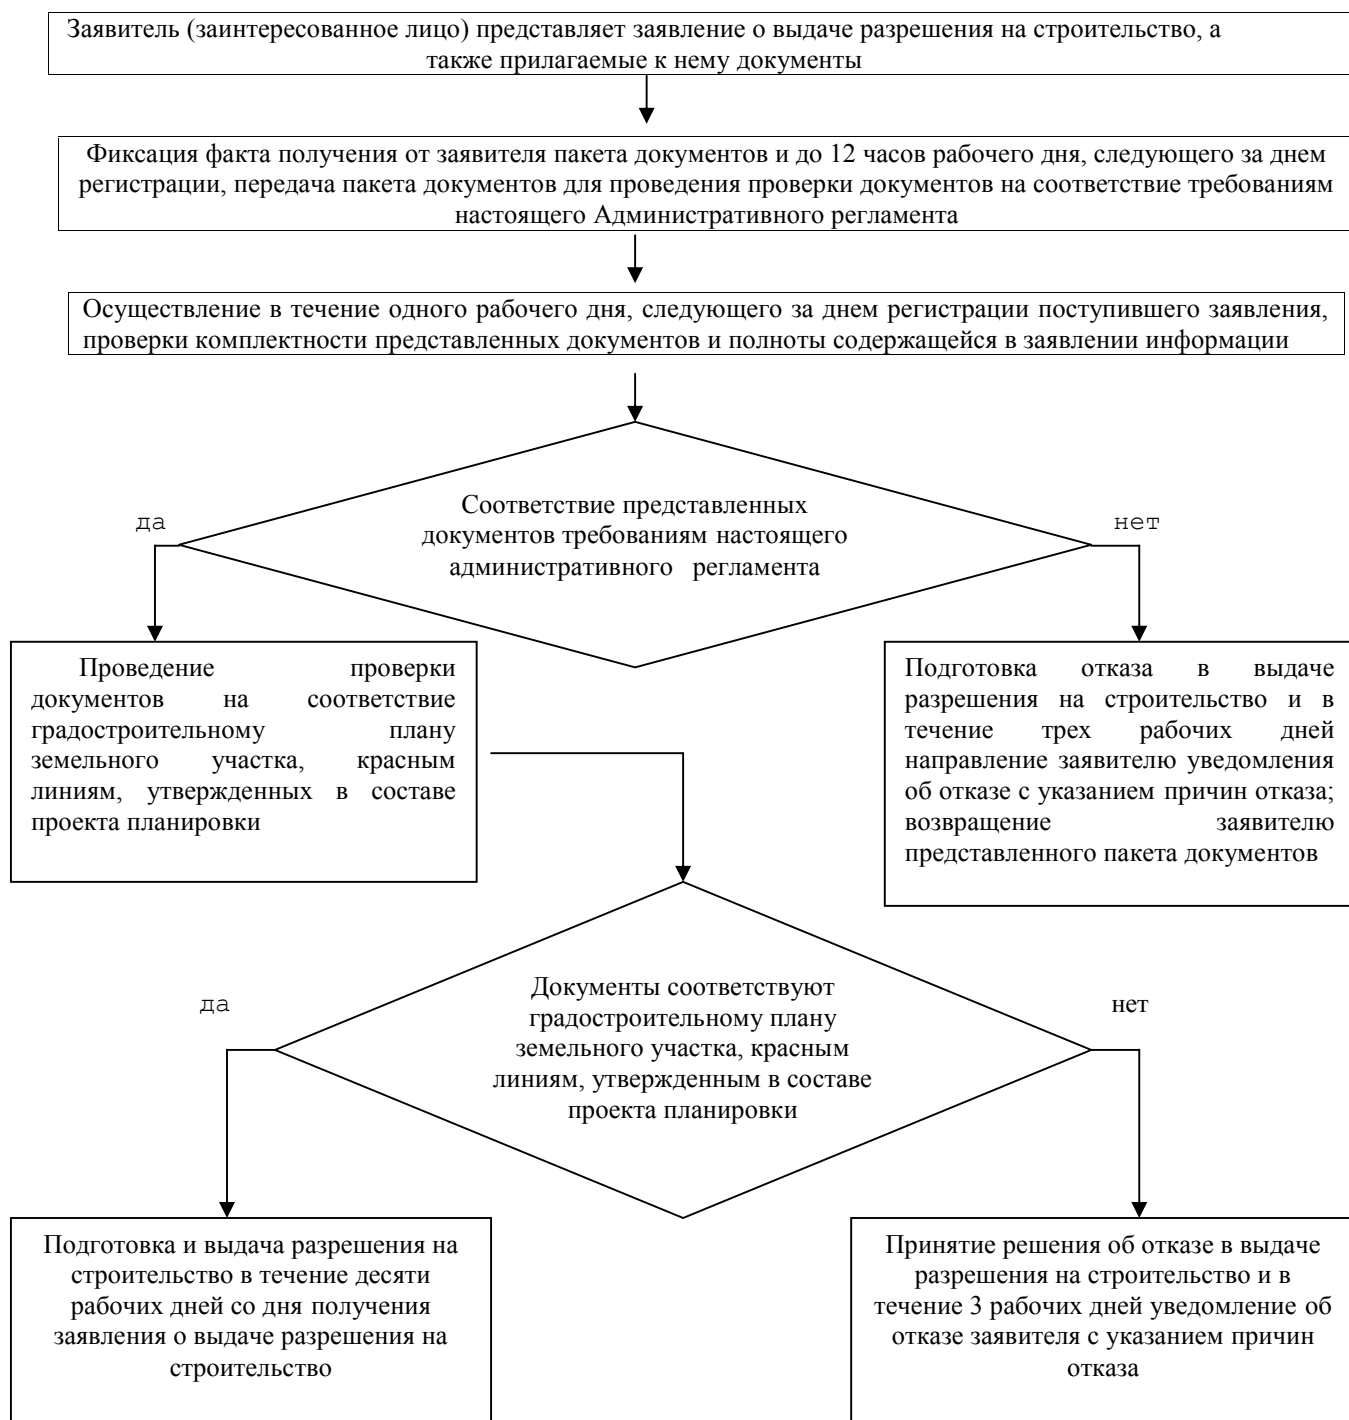 Заявитель (заинтересованное лицо) представляет заявление о выдаче разрешения на строительство, а
также прилагаемые к нему документы
Фиксация факта получения от заявителя пакета документов и до 12 часов рабочего дня, следующего за днем
регистрации, передача пакета документов для проведения проверки документов на соответствие требованиям
настоящего Административного регламента
Осуществление в течение одного рабочего дня, следующего за днем регистрации поступившего заявления,
проверки комплектности представленных документов и полноты содержащейся в заявлении информации
Соответствие представленных
документов требованиям настоящего
административного регламента
да
нет
Проведение проверки
документов на соответствие
градостроительному плану
земельного участка, красным
линиям, утвержденных в составе
проекта планировки
Подготовка отказа в выдаче
разрешения на строительство и в
течение трех рабочих дней
направление заявителю уведомления
об отказе с указанием причин отказа;
возвращение заявителю
представленного пакета документов
Документы соответствуют
градостроительному плану
земельного участка, красным
линиям, утвержденным в составе
проекта планировки
да
нет
Подготовка и выдача разрешения на
строительство в течение десяти
рабочих дней со дня получения
заявления о выдаче разрешения на
строительство
Принятие решения об отказе в выдаче
разрешения на строительство и в
течение 3 рабочих дней уведомление об
отказе заявителя с указанием причин
отказа